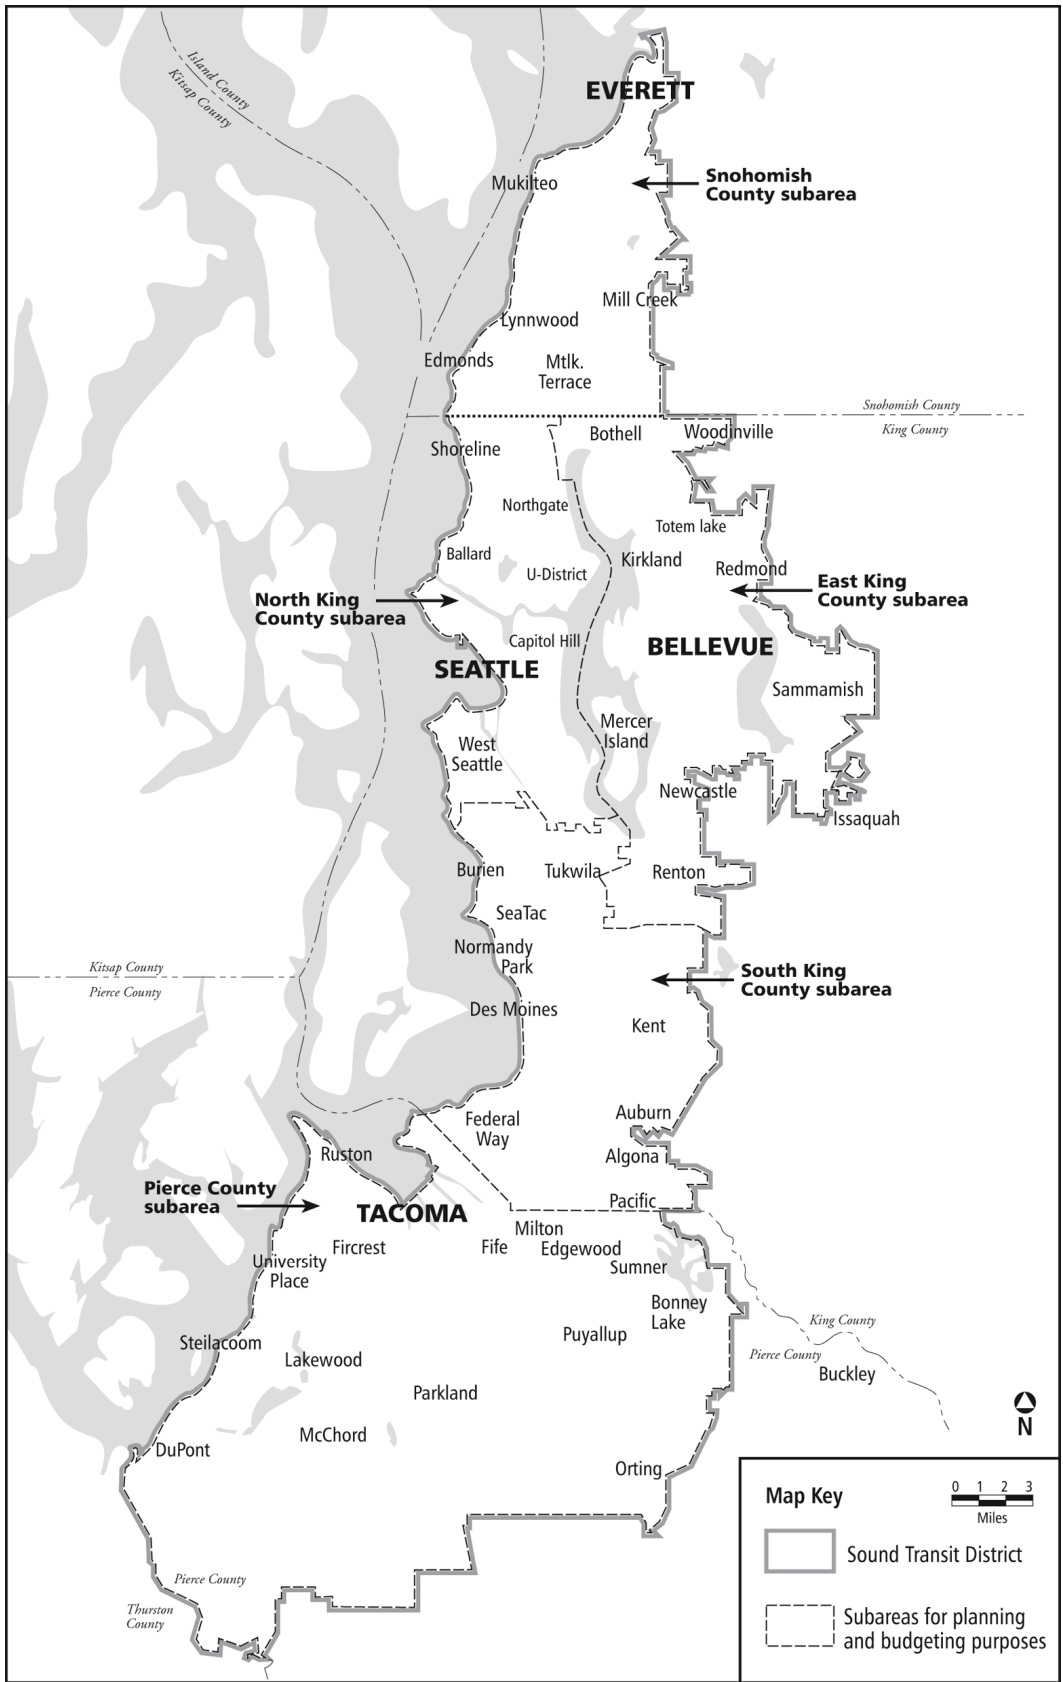 Island County
Kitsap County
EVERETT
Mukilteo
Snohomish
County subarea
Mill Creek
Lynnwood
Edmonds
Mtlk.
Terrace
Snohomish County
King County
Bothell
Woodinville
Shoreline
Northgate
Totem lake
Ballard
U-District
Kirkland
Redmond
East King
County subarea
North King
County subarea
Capitol Hill
BELLEVUE
SEATTLE
Sammamish
Mercer
Island
West
Seattle
Newcastle
Issaquah
Burien
Tukwila
Renton
SeaTac
Normandy
Park
Kitsap County
Pierce County
South King
County subarea
Des Moines
Kent
Federal
Way
Auburn
Ruston
Algona
Pierce County
subarea
Pacific
TACOMA
Milton
Fircrest
Fife
Edgewood
University
Place
Sumner
Bonney
Lake
King County
Puyallup
Steilacoom
Lakewood
Pierce County
Buckley
Parkland
McChord
N
DuPont
Orting
Map Key
0 1 2 3
Miles
Sound Transit District
Pierce County
Thurston
County
Subareas for planning
and budgeting purposes